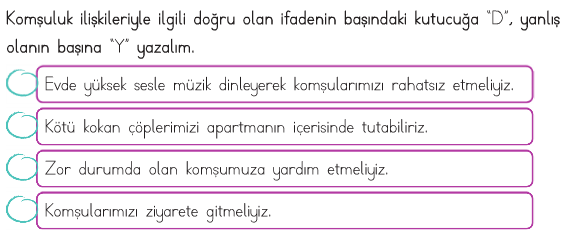 Komşuluk ilişkileriyle ilgili doğru olan ifadenin başındaki kutucuğa "D", yanlış
olanın başına "Y" yazalım.
Evde yüksek sesle müzik dinleyerek komşularımızı rahatsız etmeliyiz.
Kötü kokan çöplerimizi apartmanın içerisinde tutabiliriz.
Zor durumda olan komşumuza yardım etmeliyiz.
Komşularımızı ziyarete gitmeliyiz.